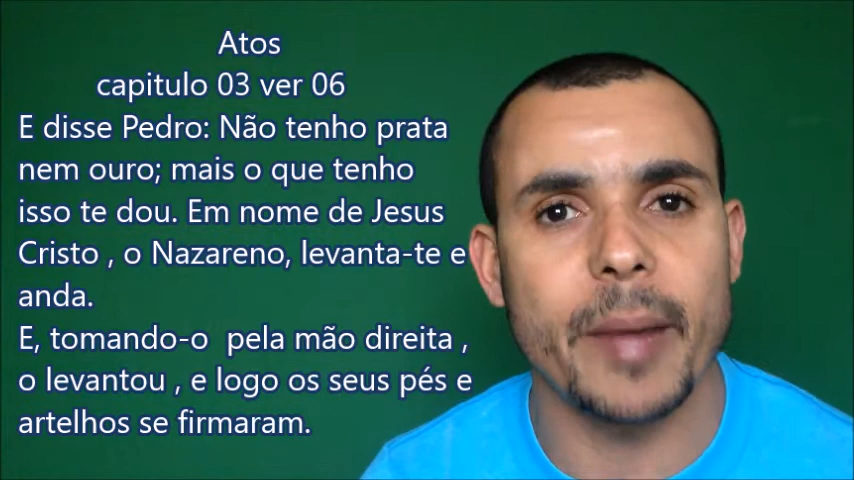 Atos
capitulo 03 ver 06
E disse Pedro: Não tenho prata
nem ouro; mais o que tenho
isso te dou. Em nome de Jesus
Cristo , o Nazareno, levanta-te e
anda.
E, tomando-o  pela mão direita ,
o levantou , e logo os seus pés e
artelhos se firmaram.